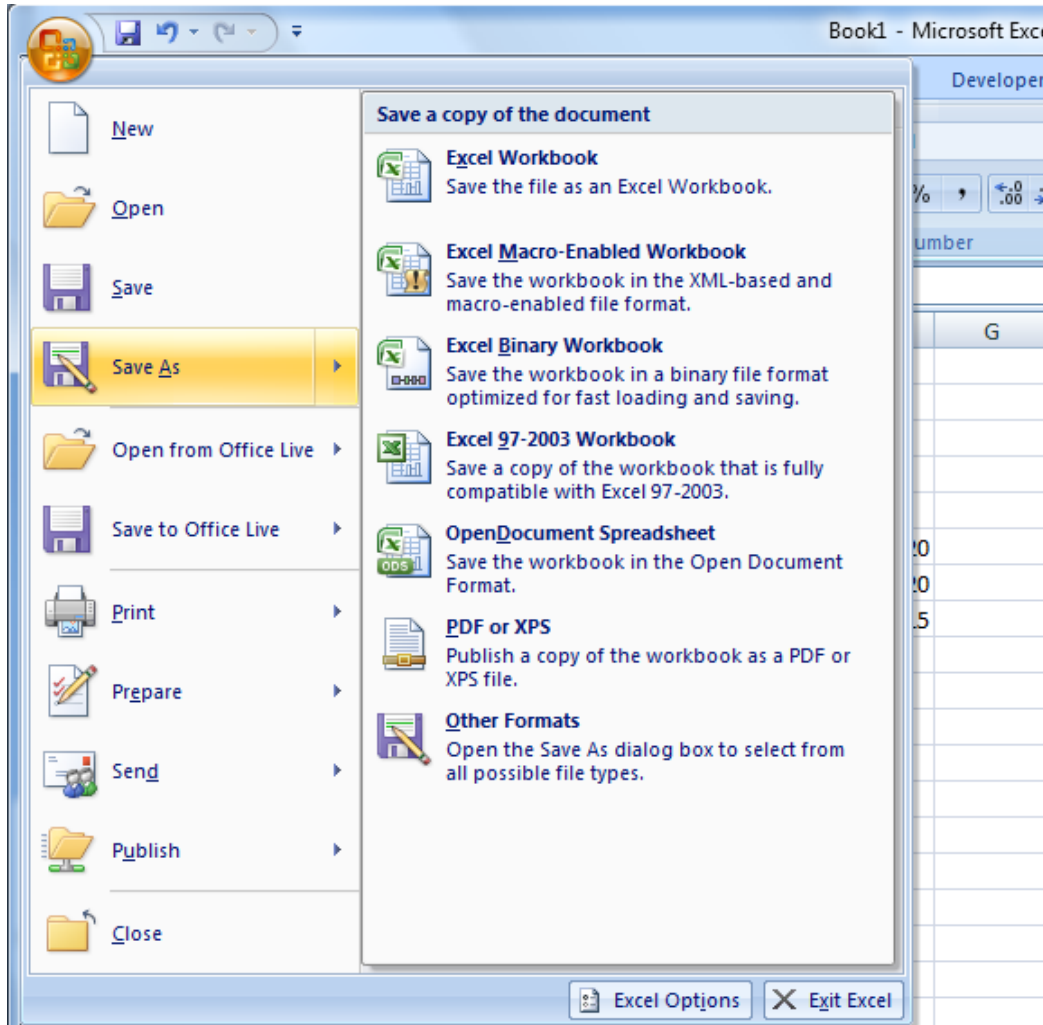 Book1 - Microsoft Exc
Developer
New
Open
Save
Save As
Open from Office Live
Save to Office Live
Print
Prepare
Send
Publish
Close
Save a copy of the document
Excel Workbook
Save the file as an Excel Workbook.
Excel Macro-Enabled Workbook
Save the workbook in the XML-based and
macro-enabled file format.
Excel Binary Workbook
Save the workbook in a binary file format
optimized for fast loading and saving.
Excel 97-2003 Workbook
Save a copy of the workbook that is fully
compatible with Excel 97-2003.
OpenDocument Spreadsheet
ODS
Save the workbook in the Open Document
Format.
PDF or XPS
Publish a copy of the workbook as a PDF or
XPS file.
Other Formats
Open the Save As dialog box to select from
all possible file types.
% , .0 .00
umber
G
20
20
15
Excel Options
Exit Excel